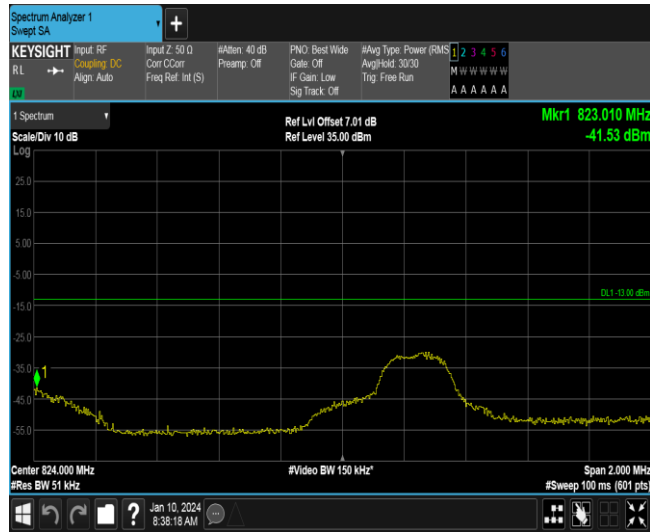 Spectrum Analyzer 1
Swept SA
+
KEYSIGHT Input: RF Input Z: 50 Ω #Atten: 40 dB PNO: Best Wide #Avg Type: Power (RMS 1 2 3 4 5 6
RL Coupling: DC Corr CCorr Preamp: Off Gate: Off Avg|Hold: 30/30 M W W W W W
Align: Auto Freq Ref: Int (S) IF Gain: Low Trig: Free Run
LXI Sig Track: Off A A A A A A
1 Spectrum Ref Lvl Offset 7.01 dB Mkr1 823.010 MHz
Scale/Div 10 dB Ref Level 35.00 dBm -41.53 dBm
Log
25.0
15.0
5.00
-5.00
DL1 -13.00 dBm
-15.0
-25.0
-35.0
1
-45.0
-55.0
Center 824.000 MHz #Video BW 150 kHz* Span 2.000 MHz
#Res BW 51 kHz #Sweep 100 ms (601 pts)
? Jan 10, 2024
8:38:18 AM